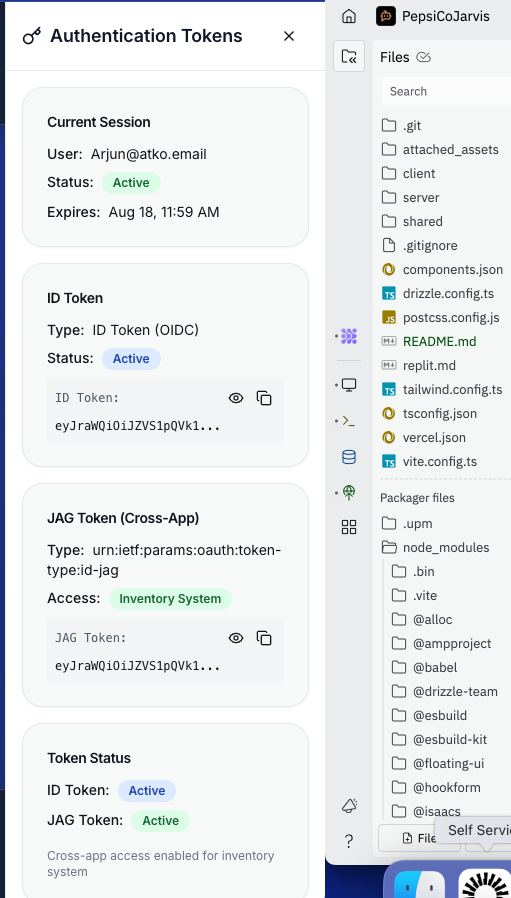 Authentication Tokens
Current Session
User: Arjun@atko.email
Status: Active
Expires: Aug 18, 11:59 AM
ID Token
Type: ID Token (OIDC)
Status: Active
ID Token:
eyJraWQiOiJZVS1pQVk1...
JAG Token (Cross-App)
Type: urn:ietf:params:oauth:token-
type:id-jag
Access: Inventory System
JAG Token:
eyJraWQiOiJZVS1pQVk1...
Token Status
ID Token: Active
JAG Token: Active
Cross-app access enabled for inventory
system
PepsiCoJarvis
Files
Search
.git
attached_assets
client
server
shared
.gitignore
components.json
TS drizzle.config.ts
JS postcss.config.js
README.md
replit.md
TS tailwind.config.ts
tsconfig.json
vercel.json
TS vite.config.ts
Packager files
.upm
node_modules
.bin
.vite
@alloc
@ampproject
@babel
@drizzle-team
@esbuild
@esbuild-kit
@floating-ui
@hookform
@isaacs
File
Self Servi